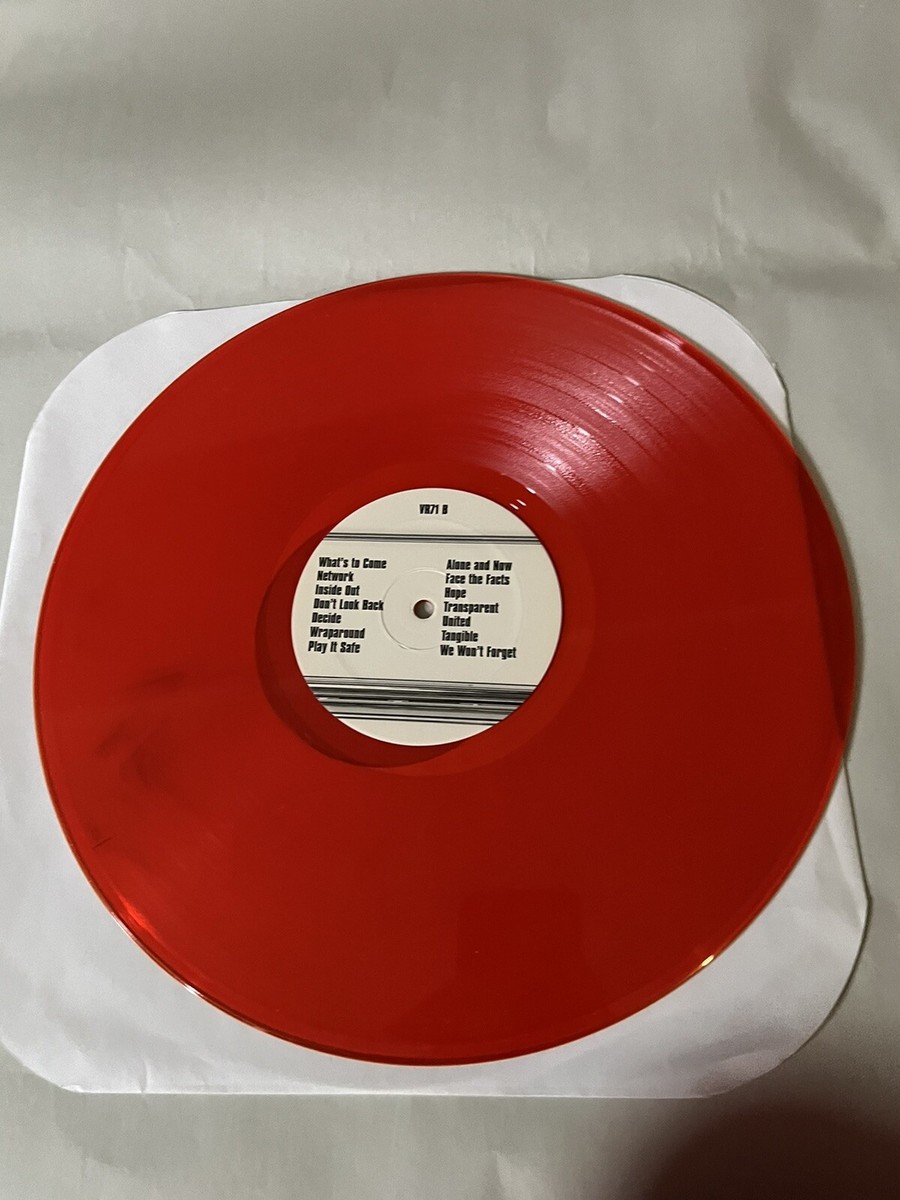 VR71 B
What's to Come
Network
Inside Out
Don't Look Back
Decide
Wraparound
Play It Safe
Alone and Now
Face the Facts
Hope
Transparent
United
Tangible
We Won't Forget